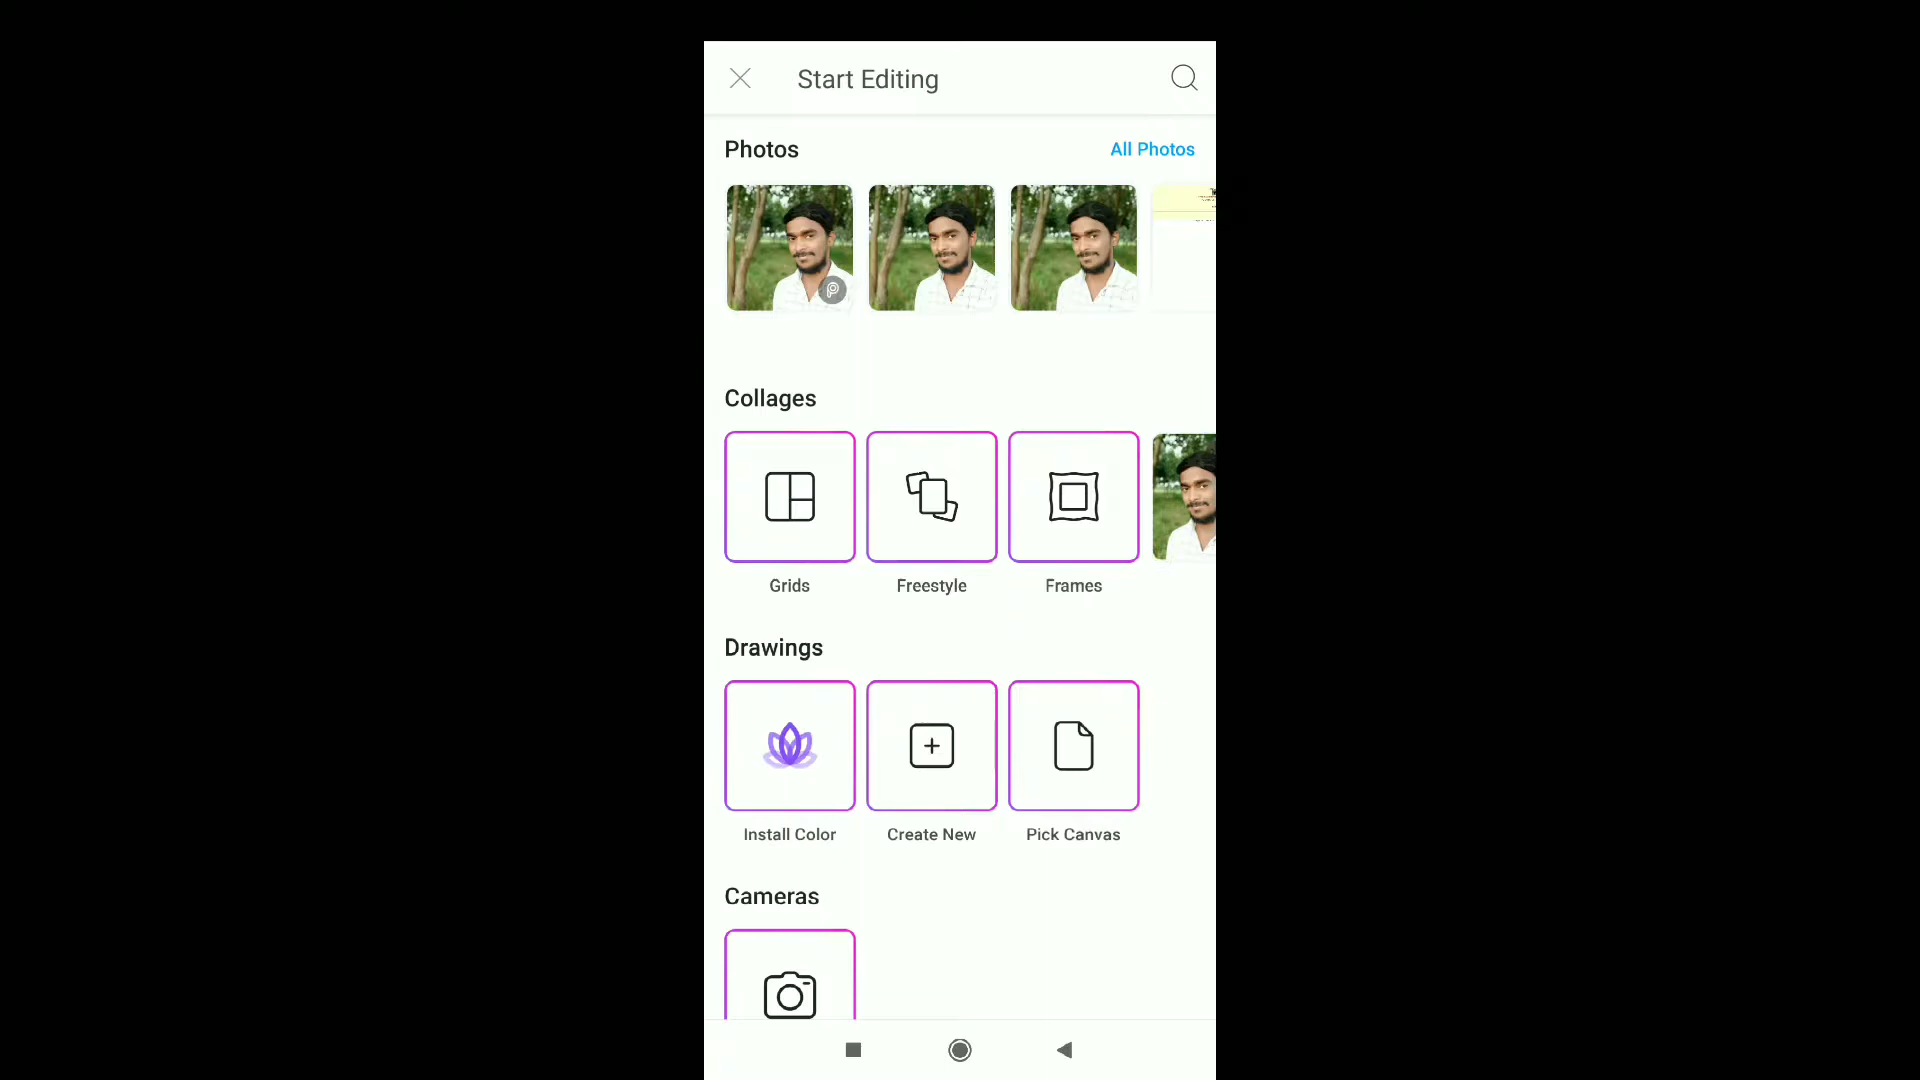 Start Editing
Photos
All Photos
Collages
Grids
Freestyle
Frames
Drawings
Install Color
Create New
Pick Canvas
Cameras